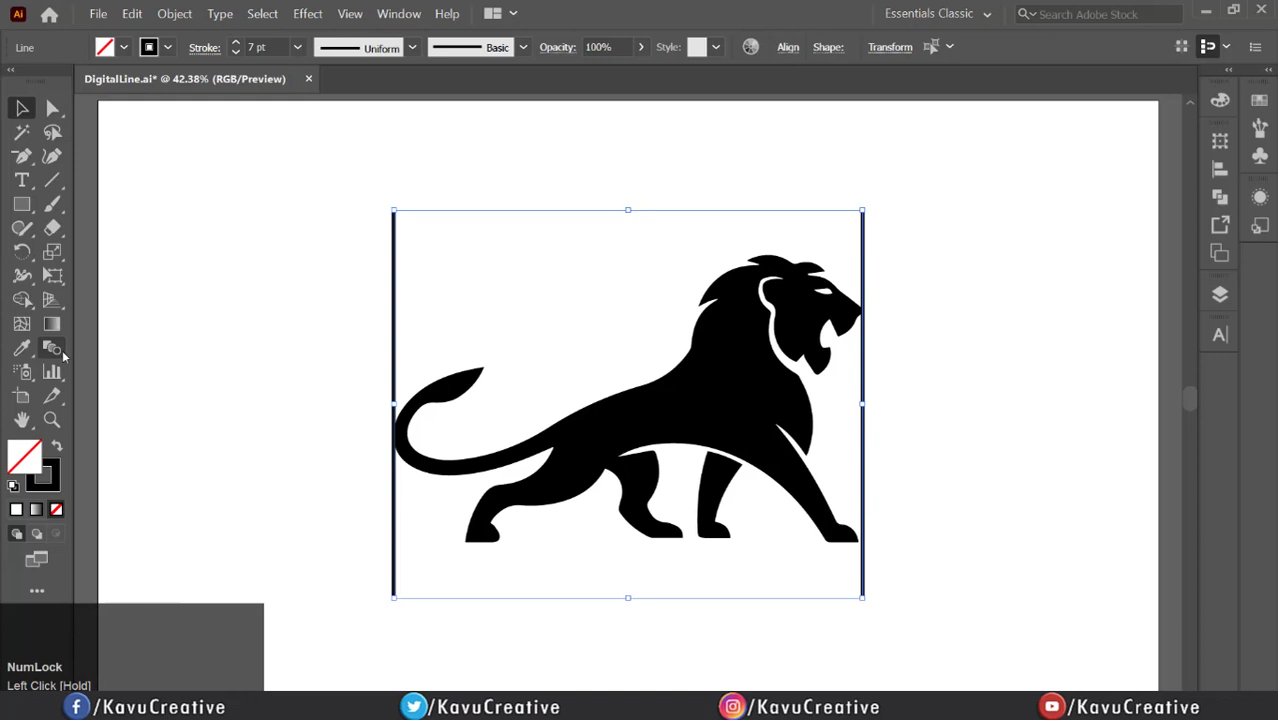 Ai File Edit Object Type Select Effect View Window Help Essentials Classic Search Adobe Stock
Line Stroke: 7 pt Uniform Basic Opacity: 100% Style: Align Shape: Transform
DigitalLine.ai* @ 42.38% (RGB/Preview)
NumLock
Left Click [Hold]
/KavuCreative /KavuCreative /KavuCreative /KavuCreative